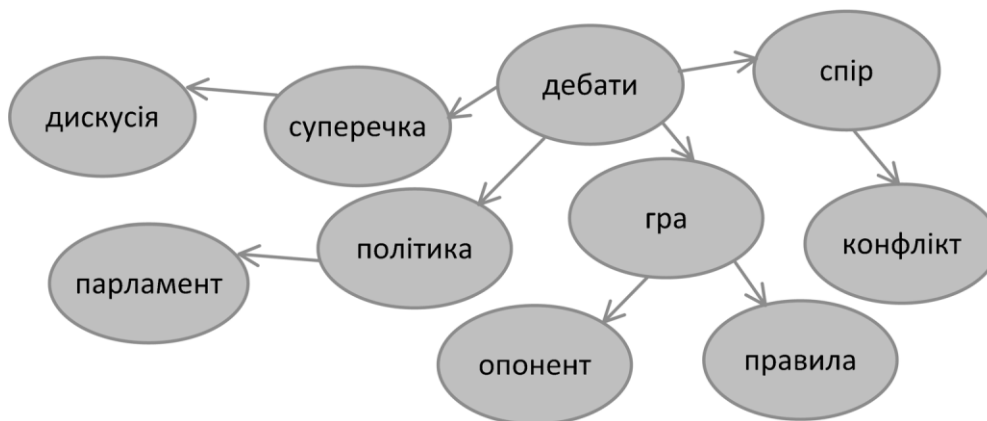 дебати
спір
дискусія
суперечка
гра
політика
конфлікт
парламент
опонент
правила